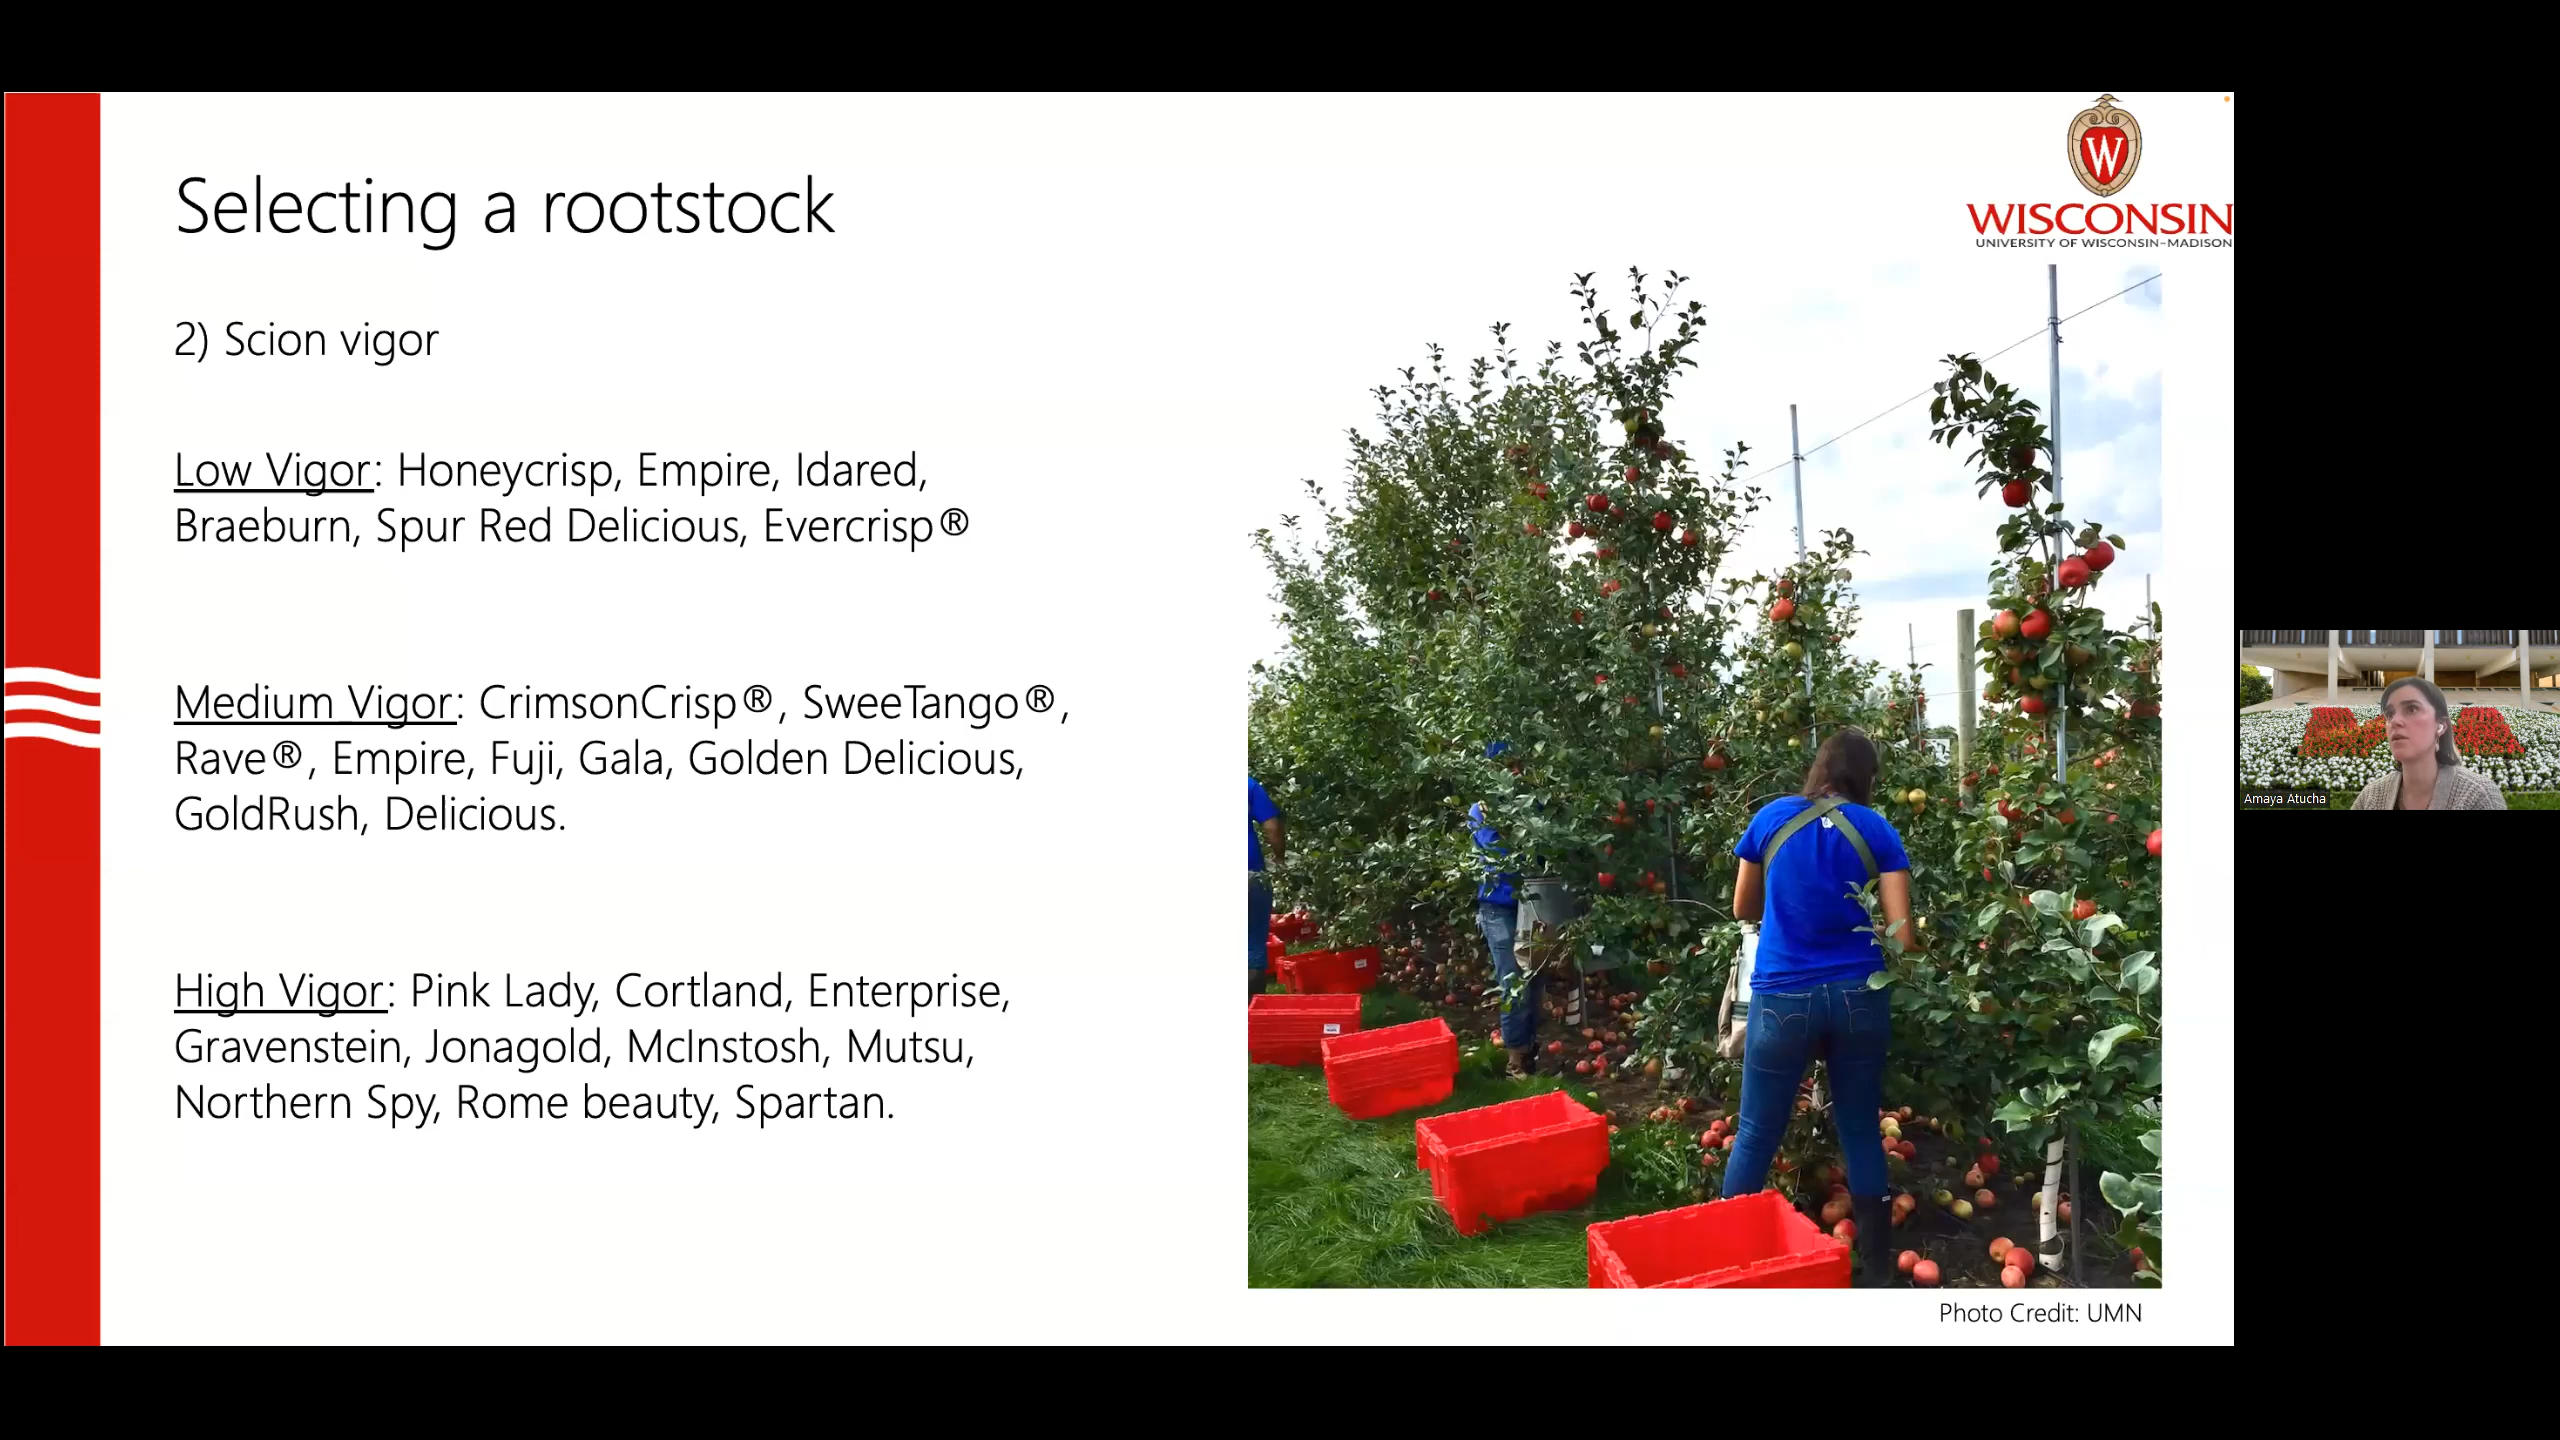 Selecting a rootstock
W
WISCONSIN
UNIVERSITY OF WISCONSIN–MADISON
2) Scion vigor
Low Vigor: Honeycrisp, Empire, Idared,
Braeburn, Spur Red Delicious, Evercrisp®
Medium Vigor: CrimsonCrisp®, SweeTango®,
Rave®, Empire, Fuji, Gala, Golden Delicious,
GoldRush, Delicious.
High Vigor: Pink Lady, Cortland, Enterprise,
Gravenstein, Jonagold, McInstosh, Mutsu,
Northern Spy, Rome beauty, Spartan.
Photo Credit: UMN
Amaya Atucha